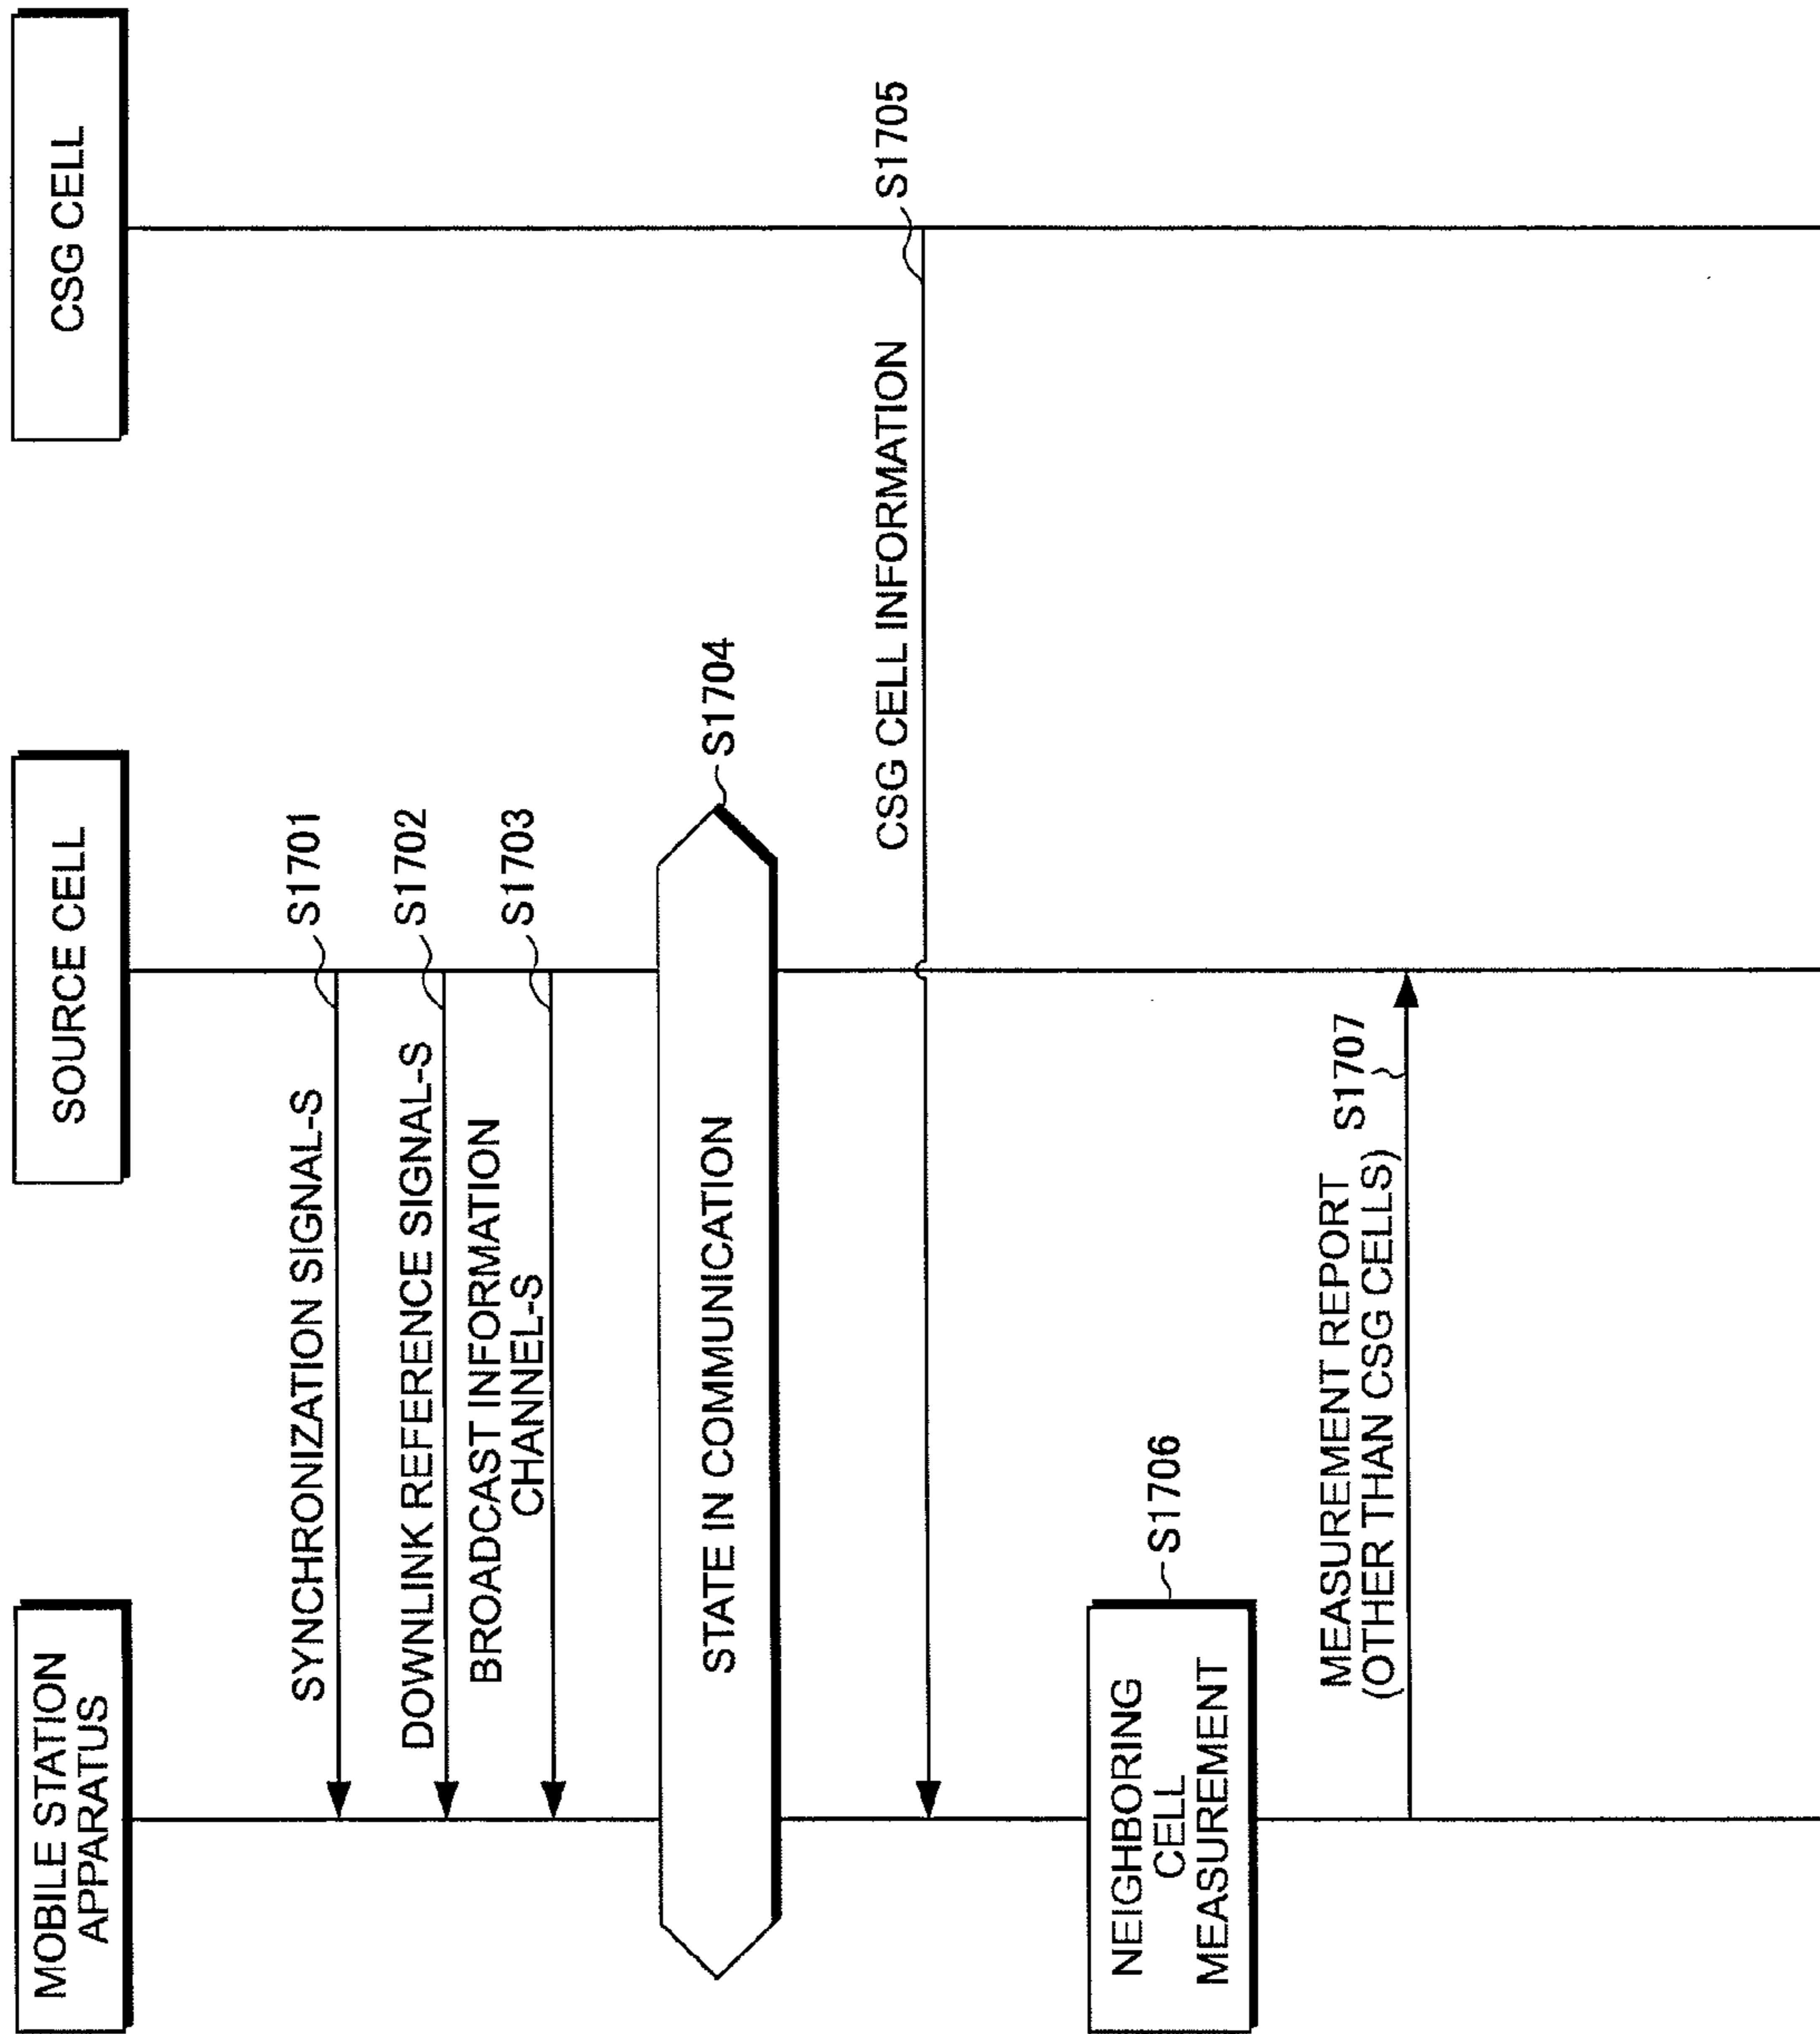 MOBILE STATION
APPARATUS
SOURCE CELL
CSG CELL
SYNCHRONIZATION SIGNAL-S
S1701
DOWNLINK REFERENCE SIGNAL-S
S1702
BROADCAST INFORMATION
CHANNEL-S
S1703
STATE IN COMMUNICATION
S1704
CSG CELL INFORMATION
S1705
NEIGHBORING
CELL
MEASUREMENT
S1706
MEASUREMENT REPORT
(OTHER THAN CSG CELLS)
S1707